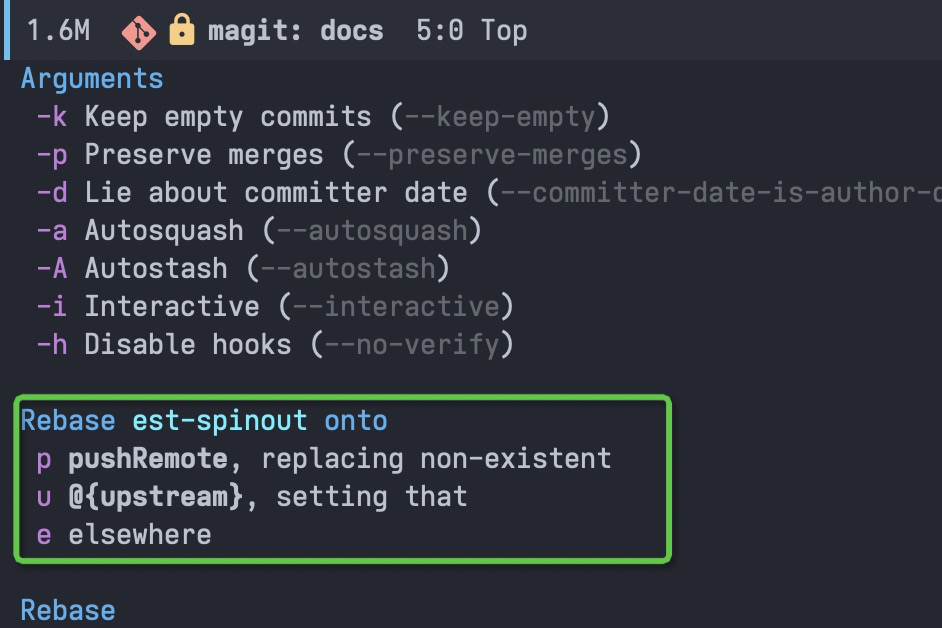 1.6M magit: docs 5:0 Top
Arguments
-k Keep empty commits (--keep-empty)
-p Preserve merges (--preserve-merges)
-d Lie about committer date (--committer-date-is-author-d
-a Autosquash (--autosquash)
-A Autostash (--autostash)
-i Interactive (--interactive)
-h Disable hooks (--no-verify)
Rebase est-spinout onto
p pushRemote, replacing non-existent
u @{upstream}, setting that
e elsewhere
Rebase